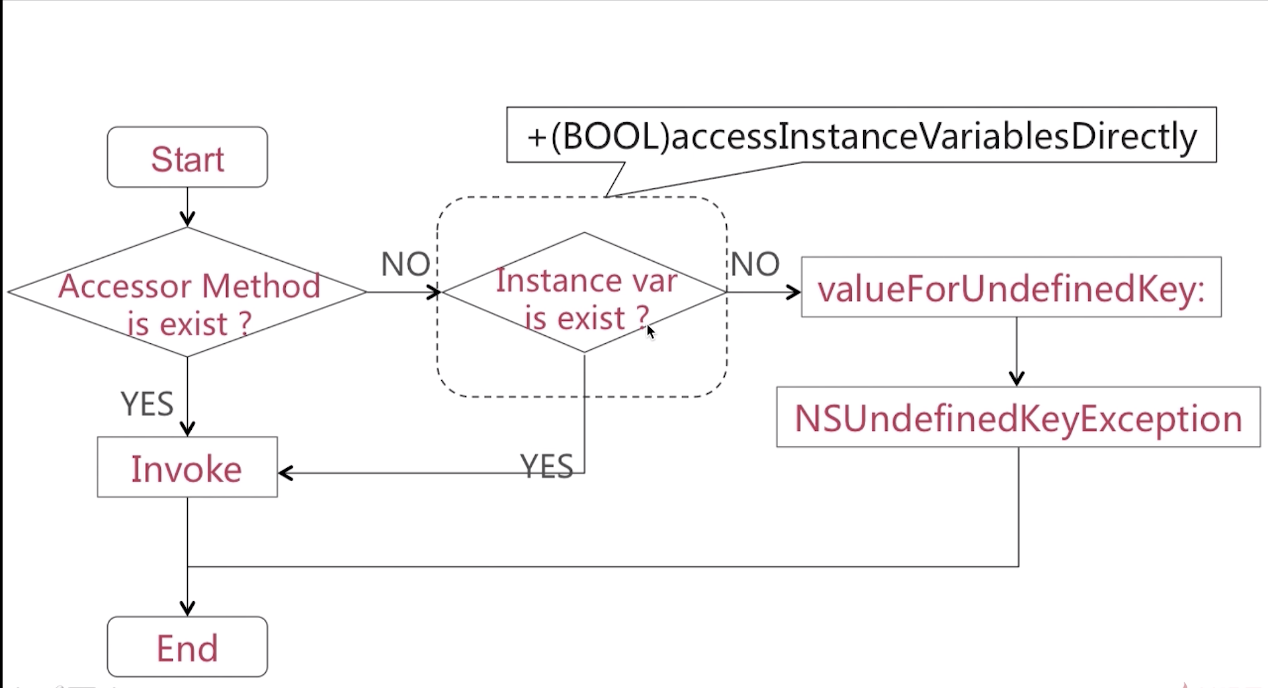 +(BOOL)accessInstanceVariablesDirectly
Start
NO
NO
Accessor Method
is exist ?
Instance var
is exist ?
valueForUndefinedKey:
YES
NSUndefinedKeyException
Invoke
YES
End